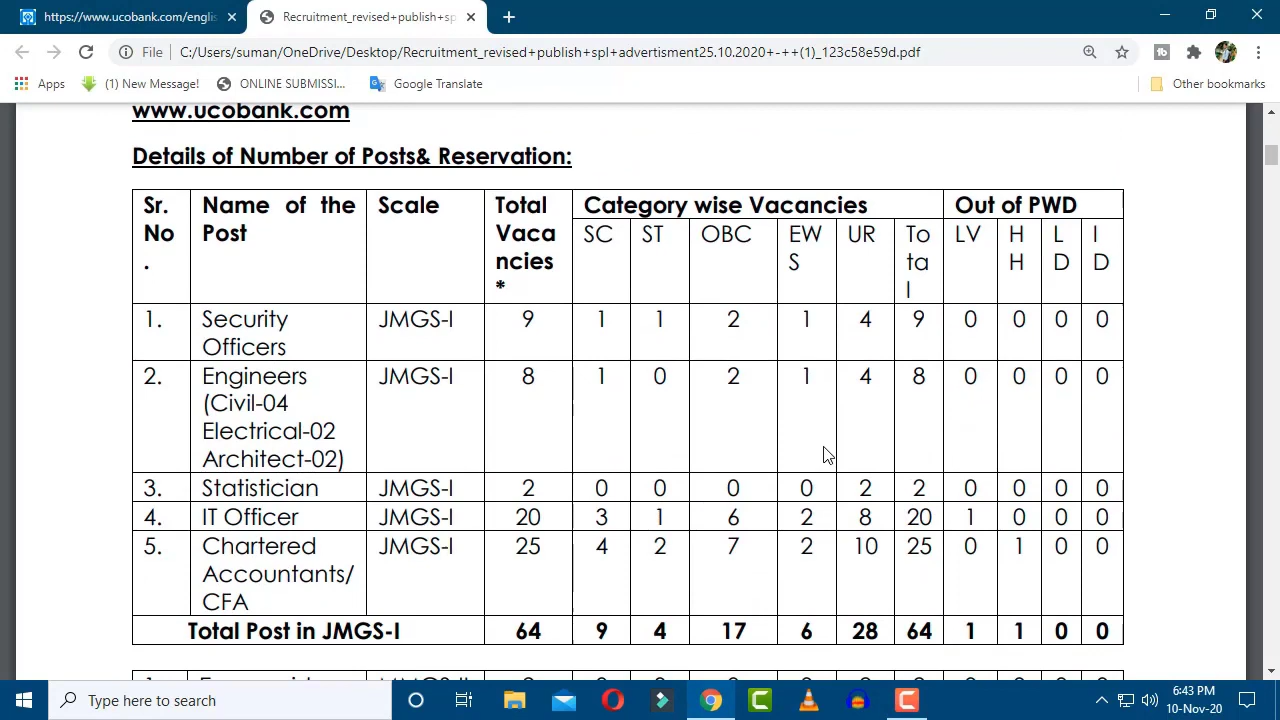 https://www.ucobank.com/engli
Recruitment_revised+publish+sp
File
C:/Users/suman/OneDrive/Desktop/Recruitment_revised+publish+spl+advertisment25.10.2020+-++(1)_123c58e59d.pdf
Apps
(1) New Message!
ONLINE SUBMISSI...
Google Translate
Other bookmarks
www.ucobank.com
Details of Number of Posts& Reservation:
Sr. No . Name of the Post Scale Total Vaca ncies * Category wise Vacancies Out of PWD
SC ST OBC EW S UR To ta l LV H H L D I D
1. Security Officers JMGS-I 9 1 1 2 1 4 9 0 0 0 0
2. Engineers (Civil-04 Electrical-02 Architect-02) JMGS-I 8 1 0 2 1 4 8 0 0 0 0
3. Statistician JMGS-I 2 0 0 0 0 2 2 0 0 0 0
4. IT Officer JMGS-I 20 3 1 6 2 8 20 1 0 0 0
5. Chartered Accountants/ CFA JMGS-I 25 4 2 7 2 10 25 0 1 0 0
Total Post in JMGS-I 64 9 4 17 6 28 64 1 1 0 0
Type here to search
6:43 PM
10-Nov-20